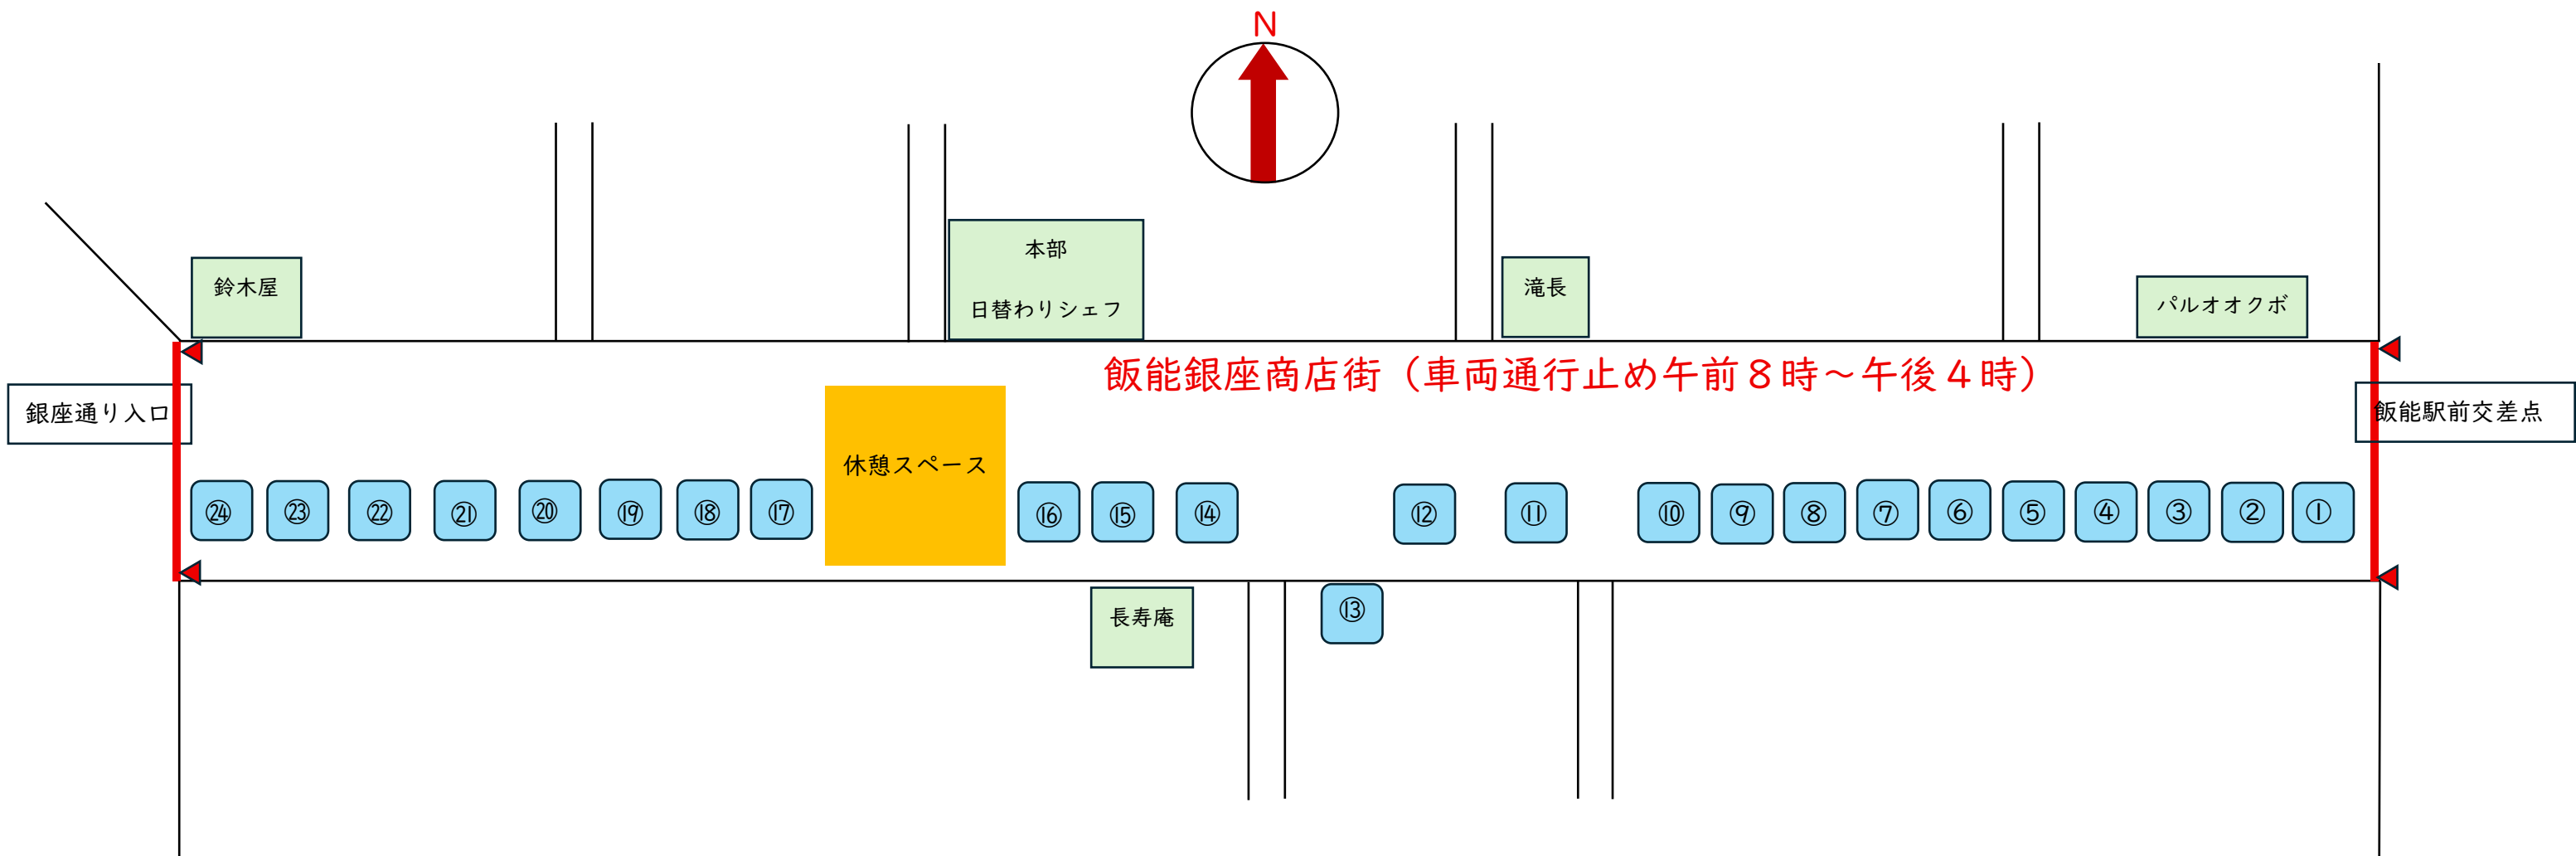 N
鈴木屋
本部
日替わりシェフ
滝長
パルオオクボ
飯能銀座商店街（車両通行止め午前８時～午後４時）
銀座通り入口
飯能駅前交差点
休憩スペース
㉔ ㉓ ㉒ ㉑ ⑳ ⑲ ⑱ ⑰ ⑯ ⑮ ⑭ ⑫ ⑪ ⑩ ⑨ ⑧ ⑦ ⑥ ⑤ ④ ③ ② ①
⑬
長寿庵